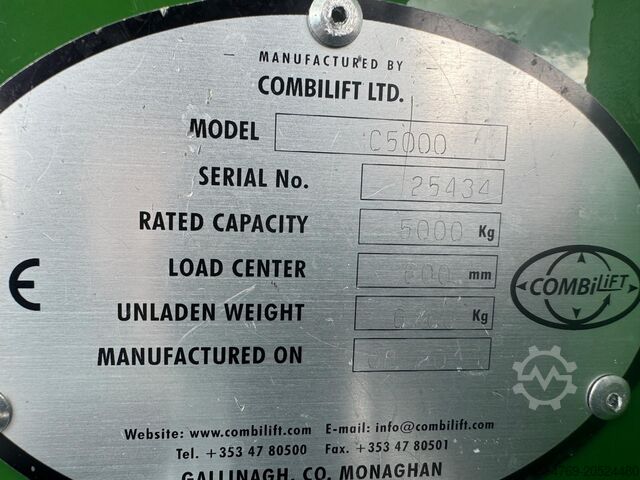 MANUFACTURED BY
COMBILIFT LTD.
MODEL C5000
SERIAL No. 25434
RATED CAPACITY 5000 Kg
LOAD CENTER 600 mm
UNLADEN WEIGHT Kg
MANUFACTURED ON
CE
COMBiLiFT
Website: www.combilift.com E-mail: info@combilift.com
Tel. +353 47 80500 Fax. +353 47 80501
GALLINAGH, CO. MONAGHAN